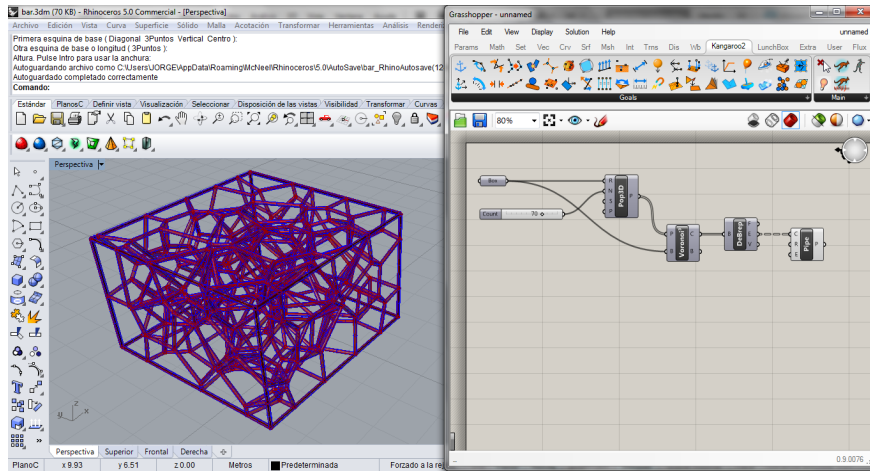 bar.3dm (70 KB) - Rhinoceros 5.0 Commercial - [Perspectiva]
Archivo Edición Vista Curva Superficie Sólido Malla Acotación Transformar Herramientas Análisis Renderi
Primera esquina de base ( Diagonal 3Puntos Vertical Centro ):
Otra esquina de base o longitud ( 3Puntos ):
Altura. Pulse Intro para usar la anchura:
Autoguardando archivo como C:\Users\JORGE\AppData\Roaming\McNeel\Rhinoceros\5.0\AutoSave\bar_RhinoAutosave(12
Autoguardado completado correctamente
Comando:
Estándar PlanosC Definir vista Visualización Seleccionar Disposición de las vistas Visibilidad Transformar Curvas
Perspectiva
z
y
x
Perspectiva Superior Frontal Derecha
PlanoC x 9.93 y 6.51 z 0.00 Metros Predeterminada Forzado a la re
Grasshopper - unnamed
File Edit View Display Solution Help unnamed
Params Math Set Vec Crv Srf Msh Int Trns Dis Wb Kangaroo2 LunchBox Extra User Flux
Goals Main
80%
Box
Count 70
R
N
S
P
Pop3D
P
P
B
Voronoi³
C
B
DeBrep
F
E
V
C
R
E
Pipe
P
0.9.0076